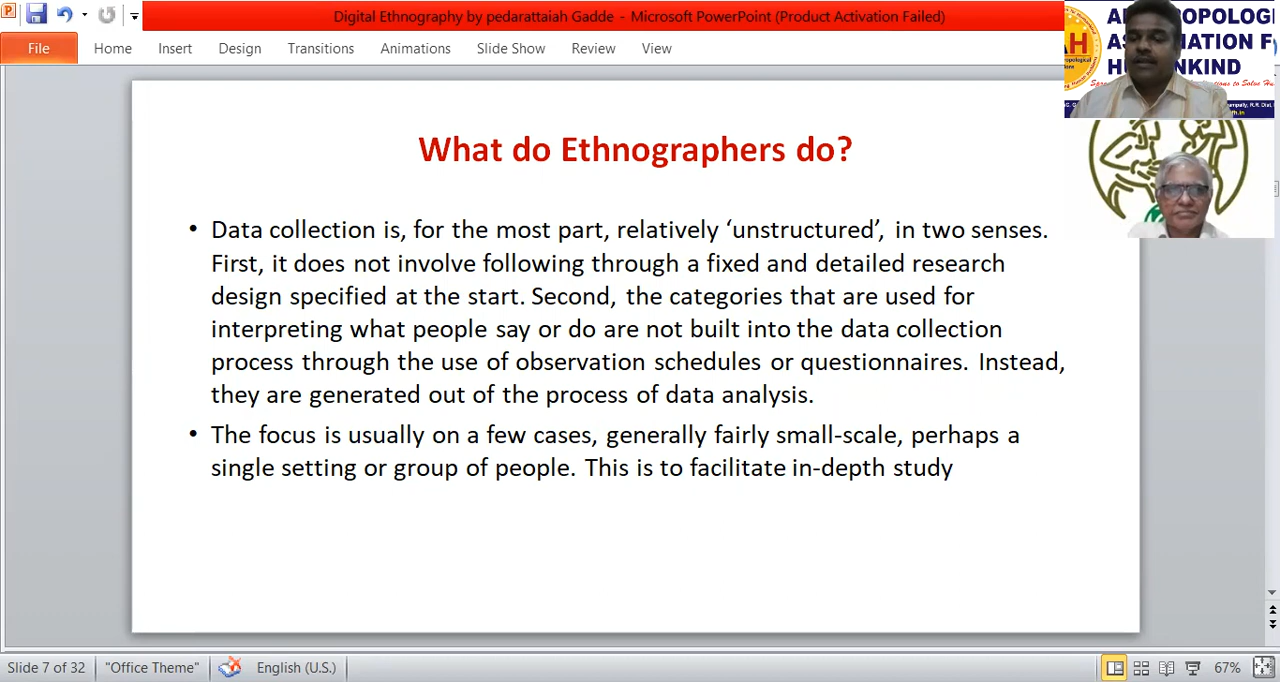 Digital Ethnography by pedarattaiah Gadde - Microsoft PowerPoint (Product Activation Failed)
File Home Insert Design Transitions Animations Slide Show Review View
What do Ethnographers do?
• Data collection is, for the most part, relatively ‘unstructured’, in two senses.
First, it does not involve following through a fixed and detailed research
design specified at the start. Second, the categories that are used for
interpreting what people say or do are not built into the data collection
process through the use of observation schedules or questionnaires. Instead,
they are generated out of the process of data analysis.
• The focus is usually on a few cases, generally fairly small-scale, perhaps a
single setting or group of people. This is to facilitate in-depth study
Slide 7 of 32 "Office Theme" English (U.S.) 67%